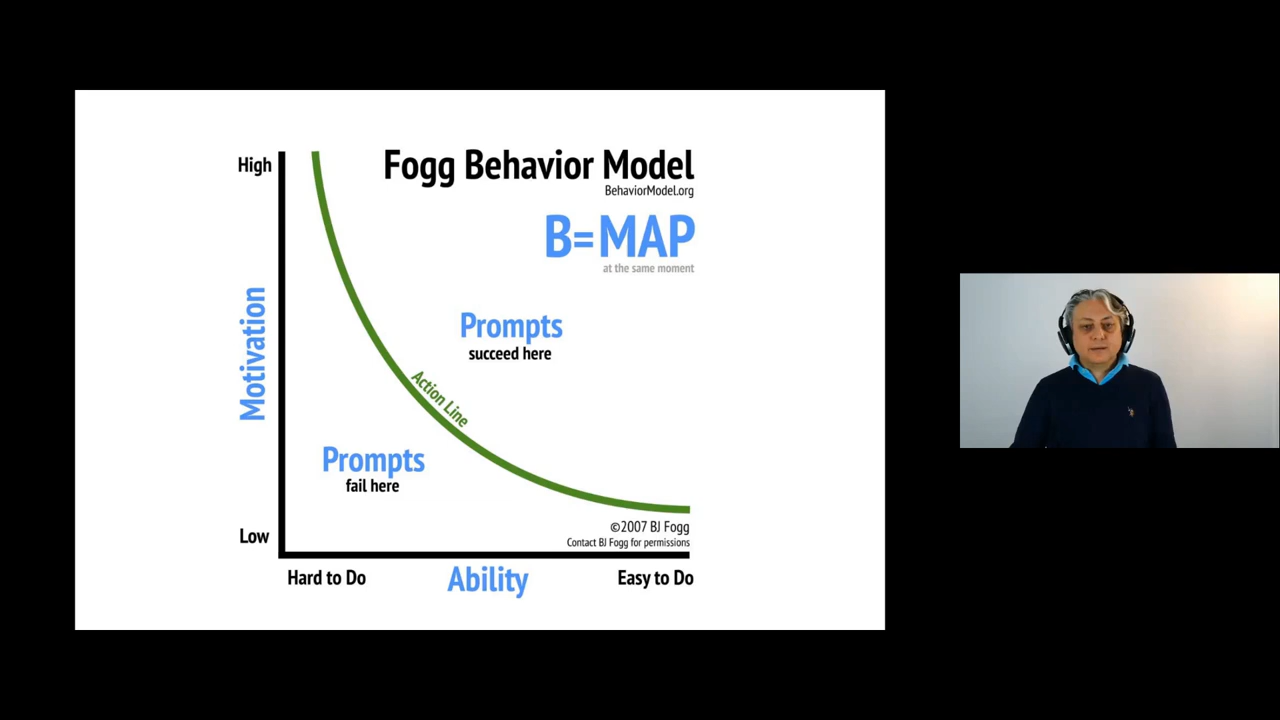 High
Fogg Behavior Model
BehaviorModel.org
B=MAP
at the same moment
Motivation
Prompts
succeed here
Action Line
Prompts
fail here
©2007 BJ Fogg
Contact BJ Fogg for permissions
Low
Hard to Do
Ability
Easy to Do